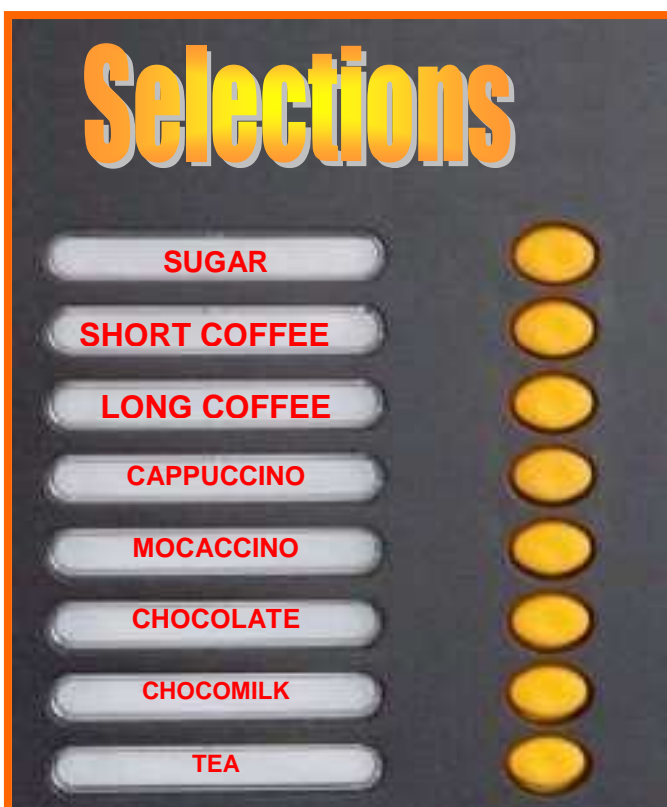 Selections
SUGAR
SHORT COFFEE
LONG COFFEE
CAPPUCCINO
MOCACCINO
CHOCOLATE
CHOCOMILK
TEA